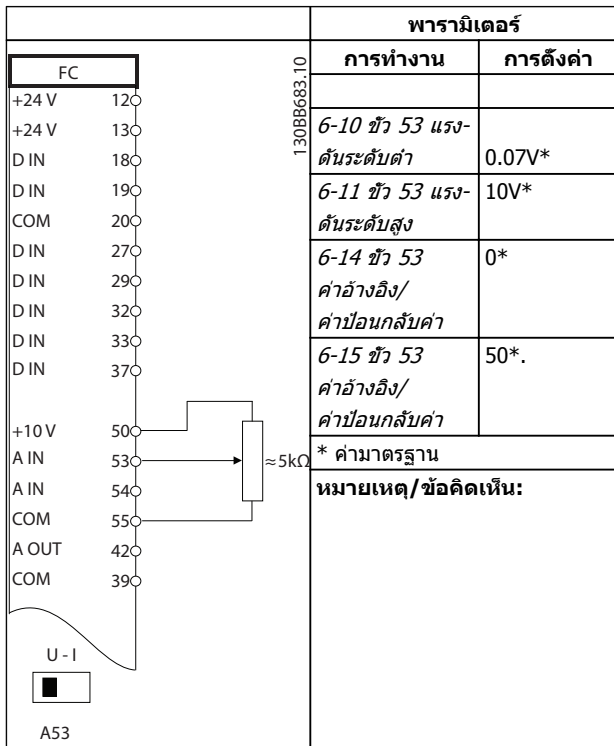 พารามิเตอร์
การทำงาน การตั้งค่า
FC
+24 V 12
+24 V 13
D IN 18
D IN 19
COM 20
D IN 27
D IN 29
D IN 32
D IN 33
D IN 37
+10 V 50
A IN 53
A IN 54
COM 55
A OUT 42
COM 39
≈5kΩ
U - I
A53
130BB683.10
6-10 ขั้ว 53 แรง-
ดันระดับต่ำ 0.07V*
6-11 ขั้ว 53 แรง- 10V*
ดันระดับสูง
6-14 ขั้ว 53 0*
ค่าอ้างอิง/
ค่าป้อนกลับค่า
6-15 ขั้ว 53 50*.
ค่าอ้างอิง/
ค่าป้อนกลับค่า
* ค่ามาตรฐาน
หมายเหตุ/ข้อคิดเห็น: